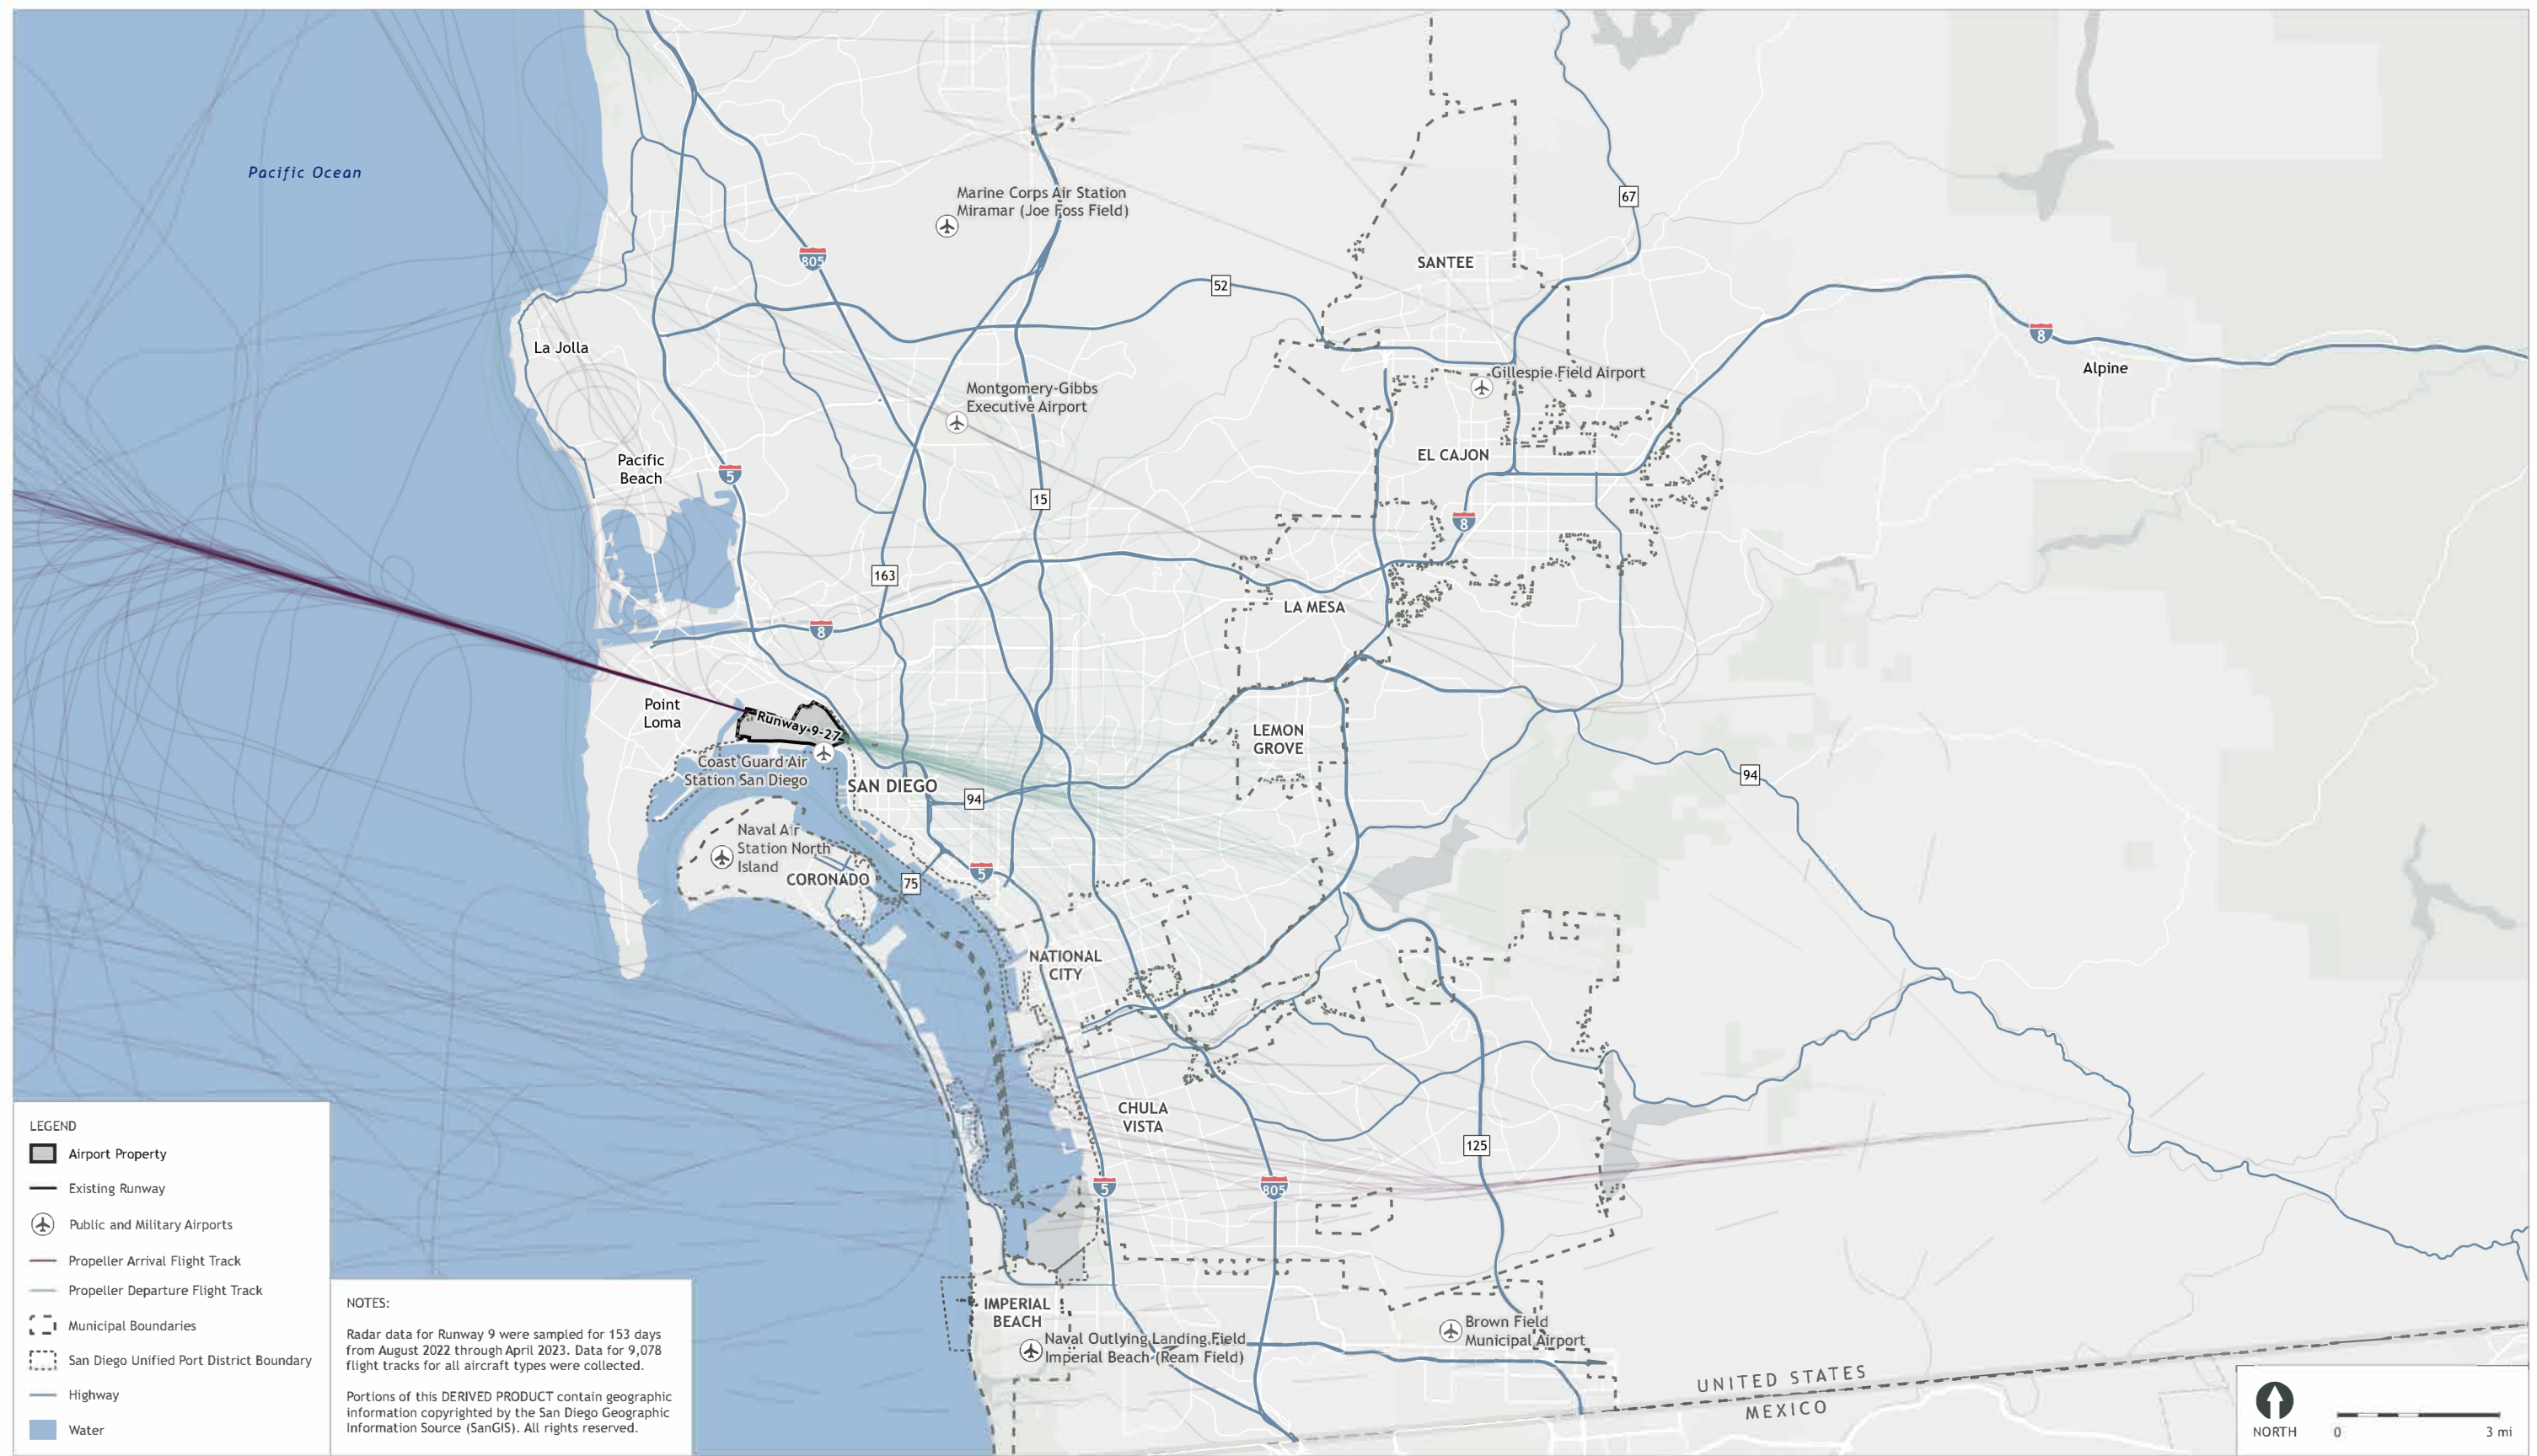 Pacific Ocean
Marine Corps Air Station
Miramar (Joe Foss Field)
67
805
SANTEE
52
8
La Jolla
Alpine
Gillespie Field Airport
Montgomery-Gibbs
Executive Airport
EL CAJON
Pacific
Beach
5
15
8
163
LA MESA
8
Point
Loma
Runway 9-27
LEMON
GROVE
Coast Guard Air
Station San Diego
SAN DIEGO
94
94
Naval Air
Station North
Island
CORONADO
75
5
NATIONAL
CITY
CHULA
VISTA
125
5
805
IMPERIAL
BEACH
Naval Outlying Landing Field
Imperial Beach (Ream Field)
Brown Field
Municipal Airport
UNITED STATES
MEXICO
LEGEND
Airport Property
Existing Runway
Public and Military Airports
Propeller Arrival Flight Track
Propeller Departure Flight Track
Municipal Boundaries
San Diego Unified Port District Boundary
Highway
Water
NOTES:
Radar data for Runway 9 were sampled for 153 days
from August 2022 through April 2023. Data for 9,078
flight tracks for all aircraft types were collected.
Portions of this DERIVED PRODUCT contain geographic
information copyrighted by the San Diego Geographic
Information Source (SanGIS). All rights reserved.
NORTH
0
3 mi